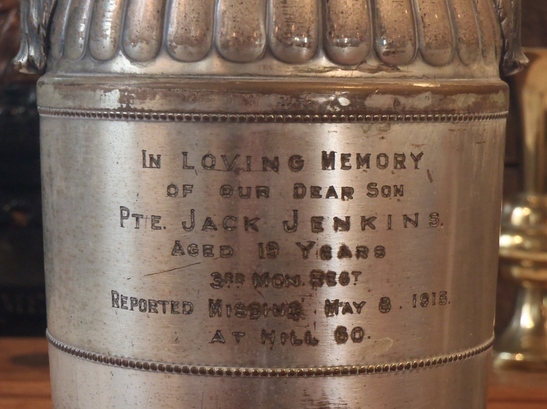 IN LOVING MEMORY
OF OUR DEAR SON
PTE. JACK JENKINS.
AGED 19 YEARS
3RD MON. REGT
REPORTED MISSING. MAY 8. 1915.
AT HILL 60.